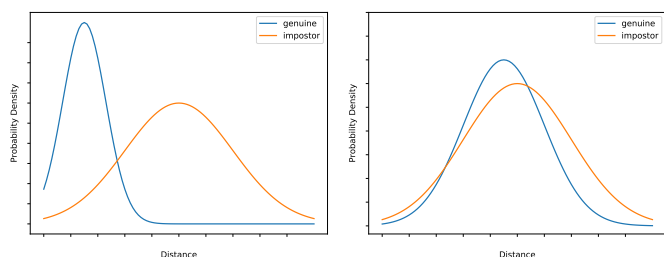 genuine
impostor
Probability Density
Distance
genuine
impostor
Probability Density
Distance